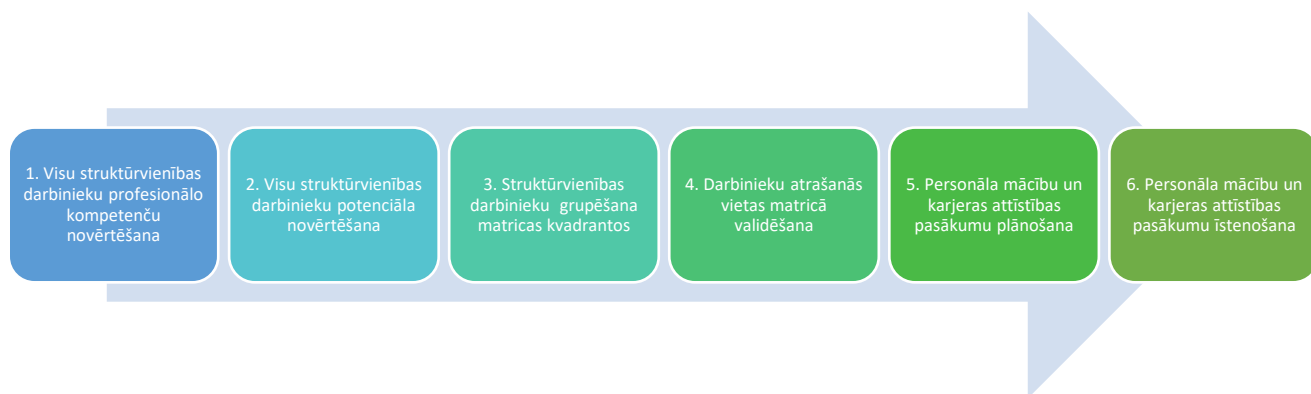 1. Visu struktūrvienības
darbinieku profesionālo
kompetenču
novērtēšana
2. Visu struktūrvienības
darbinieku potenciāla
novērtēšana
3. Struktūrvienības
darbinieku grupēšana
matricas kvadrantos
4. Darbinieku atrašanās
vietas matricā
validēšana
5. Personāla mācību un
karjeras attīstības
pasākumu plānošana
6. Personāla mācību un
karjeras attīstības
pasākumu īstenošana